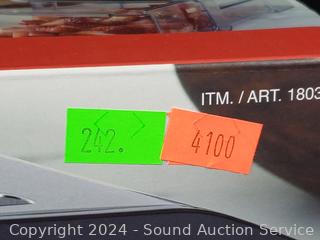 ITM. / ART. 1803
242.
4100
Copyright © 2024 - Sound Auction Service